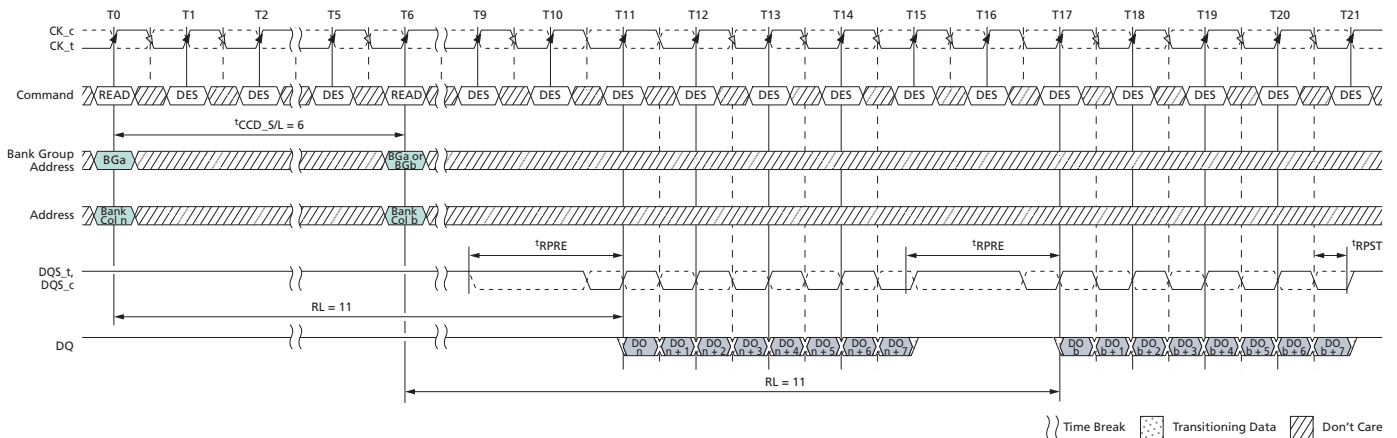 T0 T1 T2 T5 T6 T9 T10 T11 T12 T13 T14 T15 T16 T17 T18 T19 T20 T21
CK_c
CK_t
Command READ DES DES DES READ DES DES DES DES DES DES DES DES DES DES DES DES DES
tCCD_S/L = 6
Bank Group
Address
BGa
BGa or
BGb
Address
Bank
Col n
Bank
Col b
tRPRE tRPRE tRPST
DQS_t,
DQS_c
RL = 11
DQ
DO
n
DO
n + 1
DO
n + 2
DO
n + 3
DO
n + 4
DO
n + 5
DO
n + 6
DO
n + 7
DO
b
DO
b + 1
DO
b + 2
DO
b + 3
DO
b + 4
DO
b + 5
DO
b + 6
DO
b + 7
RL = 11
Time Break Transitioning Data Don't Care